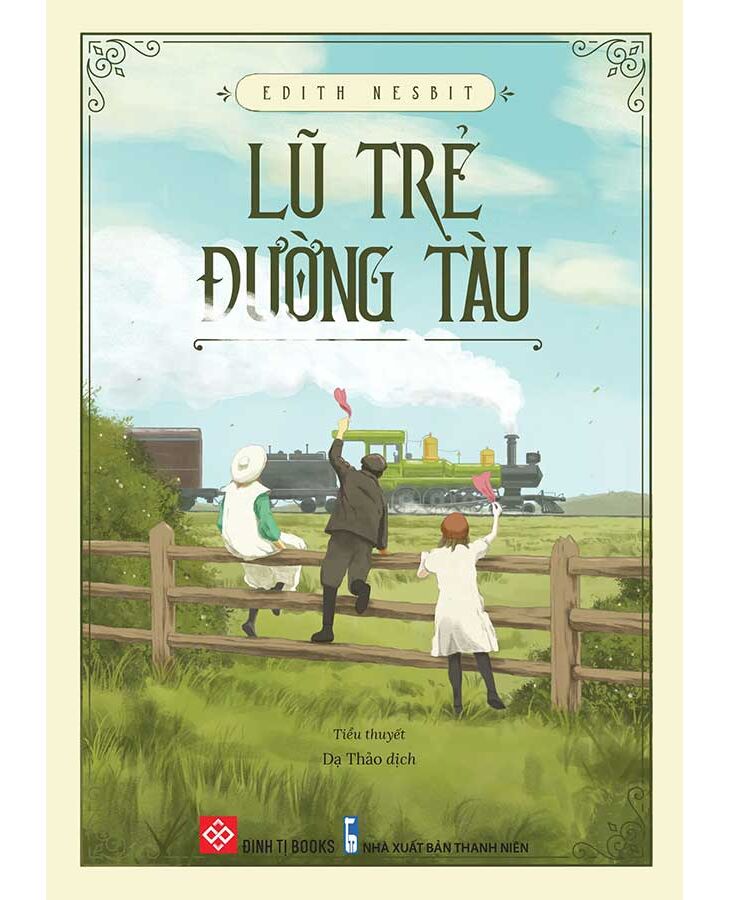 EDITH NESBIT
LŨ TRẺ
ĐƯỜNG TÀU
Tiểu thuyết
Dạ Thảo dịch
ĐINH TỊ BOOKS NHÀ XUẤT BẢN THANH NIÊN